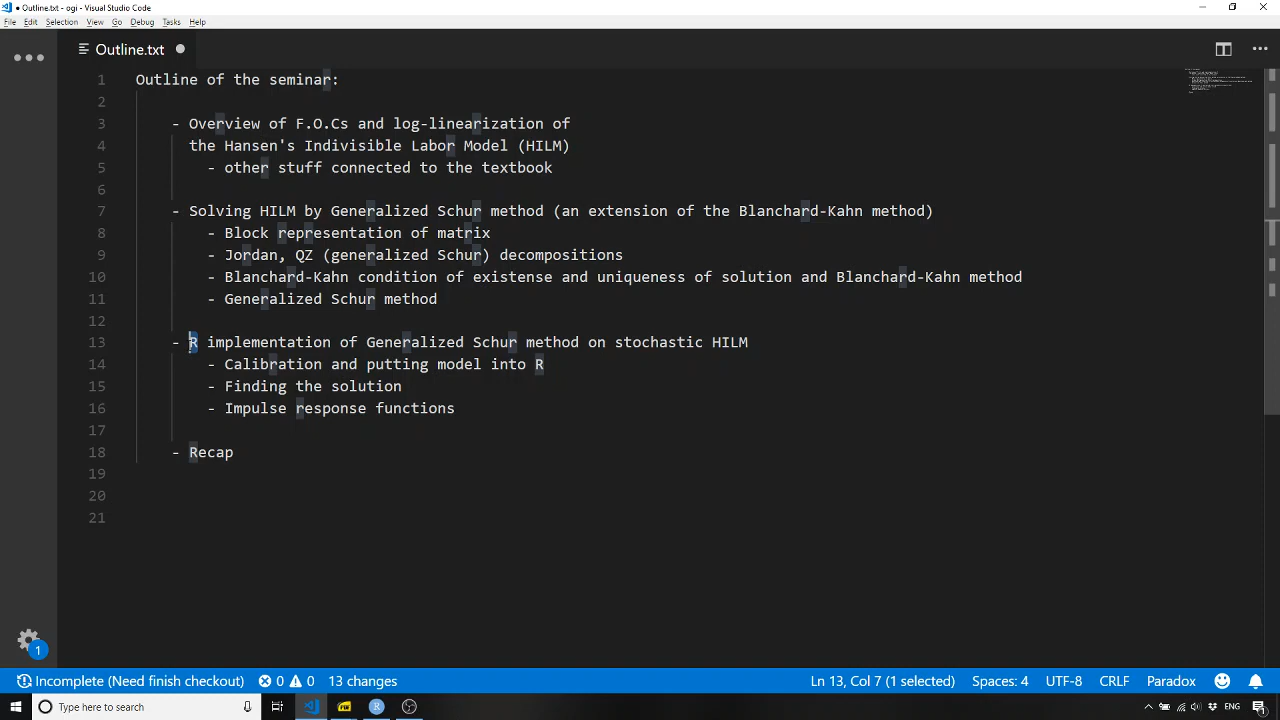 Outline.txt - ogi - Visual Studio Code
File Edit Selection View Go Debug Tasks Help
Outline.txt
1 Outline of the seminar:
2
3 - Overview of F.O.Cs and log-linearization of
4 the Hansen's Indivisible Labor Model (HILM)
5 - other stuff connected to the textbook
6
7 - Solving HILM by Generalized Schur method (an extension of the Blanchard-Kahn method)
8 - Block representation of matrix
9 - Jordan, QZ (generalized Schur) decompositions
10 - Blanchard-Kahn condition of existense and uniqueness of solution and Blanchard-Kahn method
11 - Generalized Schur method
12
13 - R implementation of Generalized Schur method on stochastic HILM
14 - Calibration and putting model into R
15 - Finding the solution
16 - Impulse response functions
17
18 - Recap
19
20
21
1
Incomplete (Need finish checkout) 0 0 13 changes Ln 13, Col 7 (1 selected) Spaces: 4 UTF-8 CRLF Paradox
Type here to search ENG